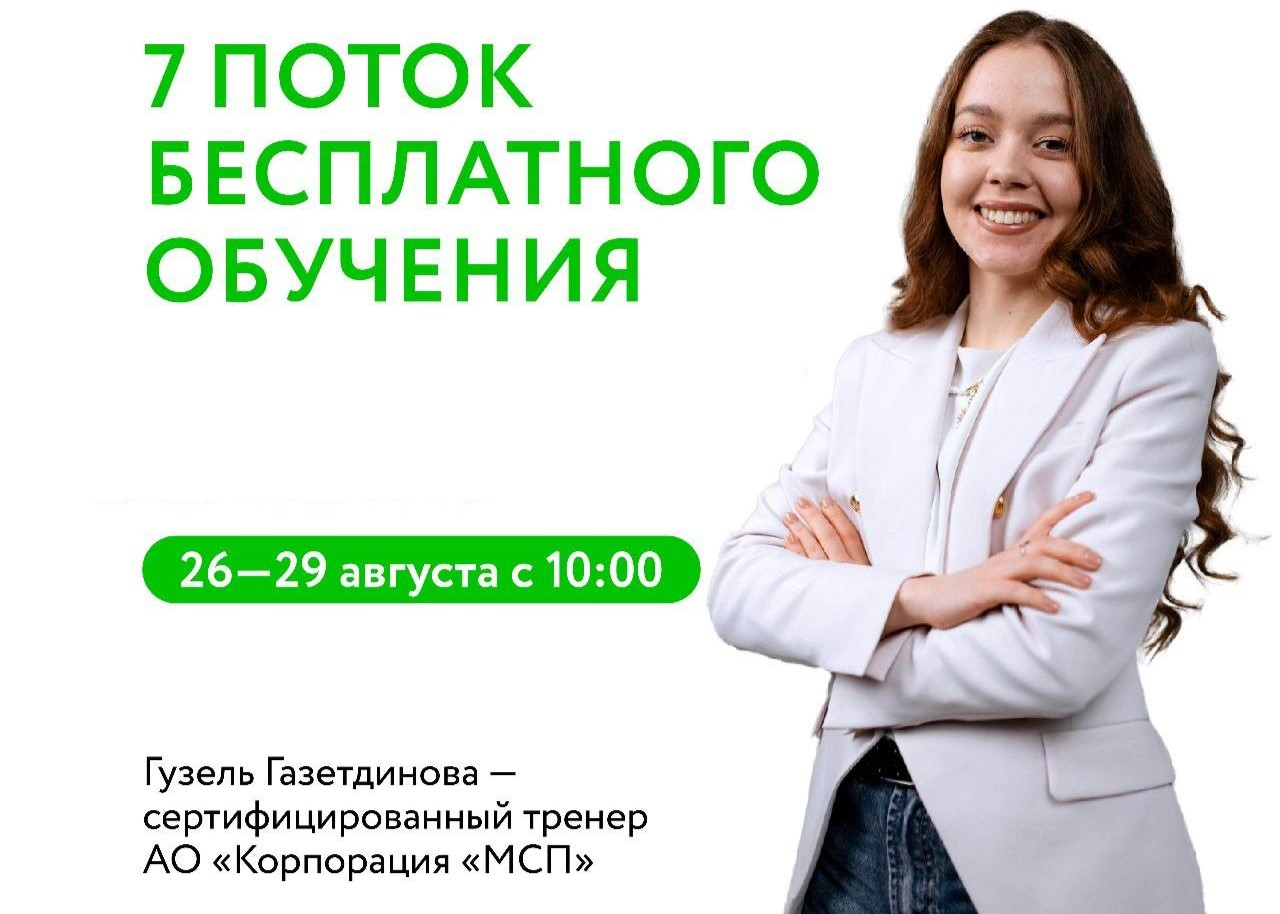 7 ПОТОК
БЕСПЛАТНОГО
ОБУЧЕНИЯ
26—29 августа с 10:00
Гузель Газетдинова —
сертифицированный тренер
АО «Корпорация «МСП»